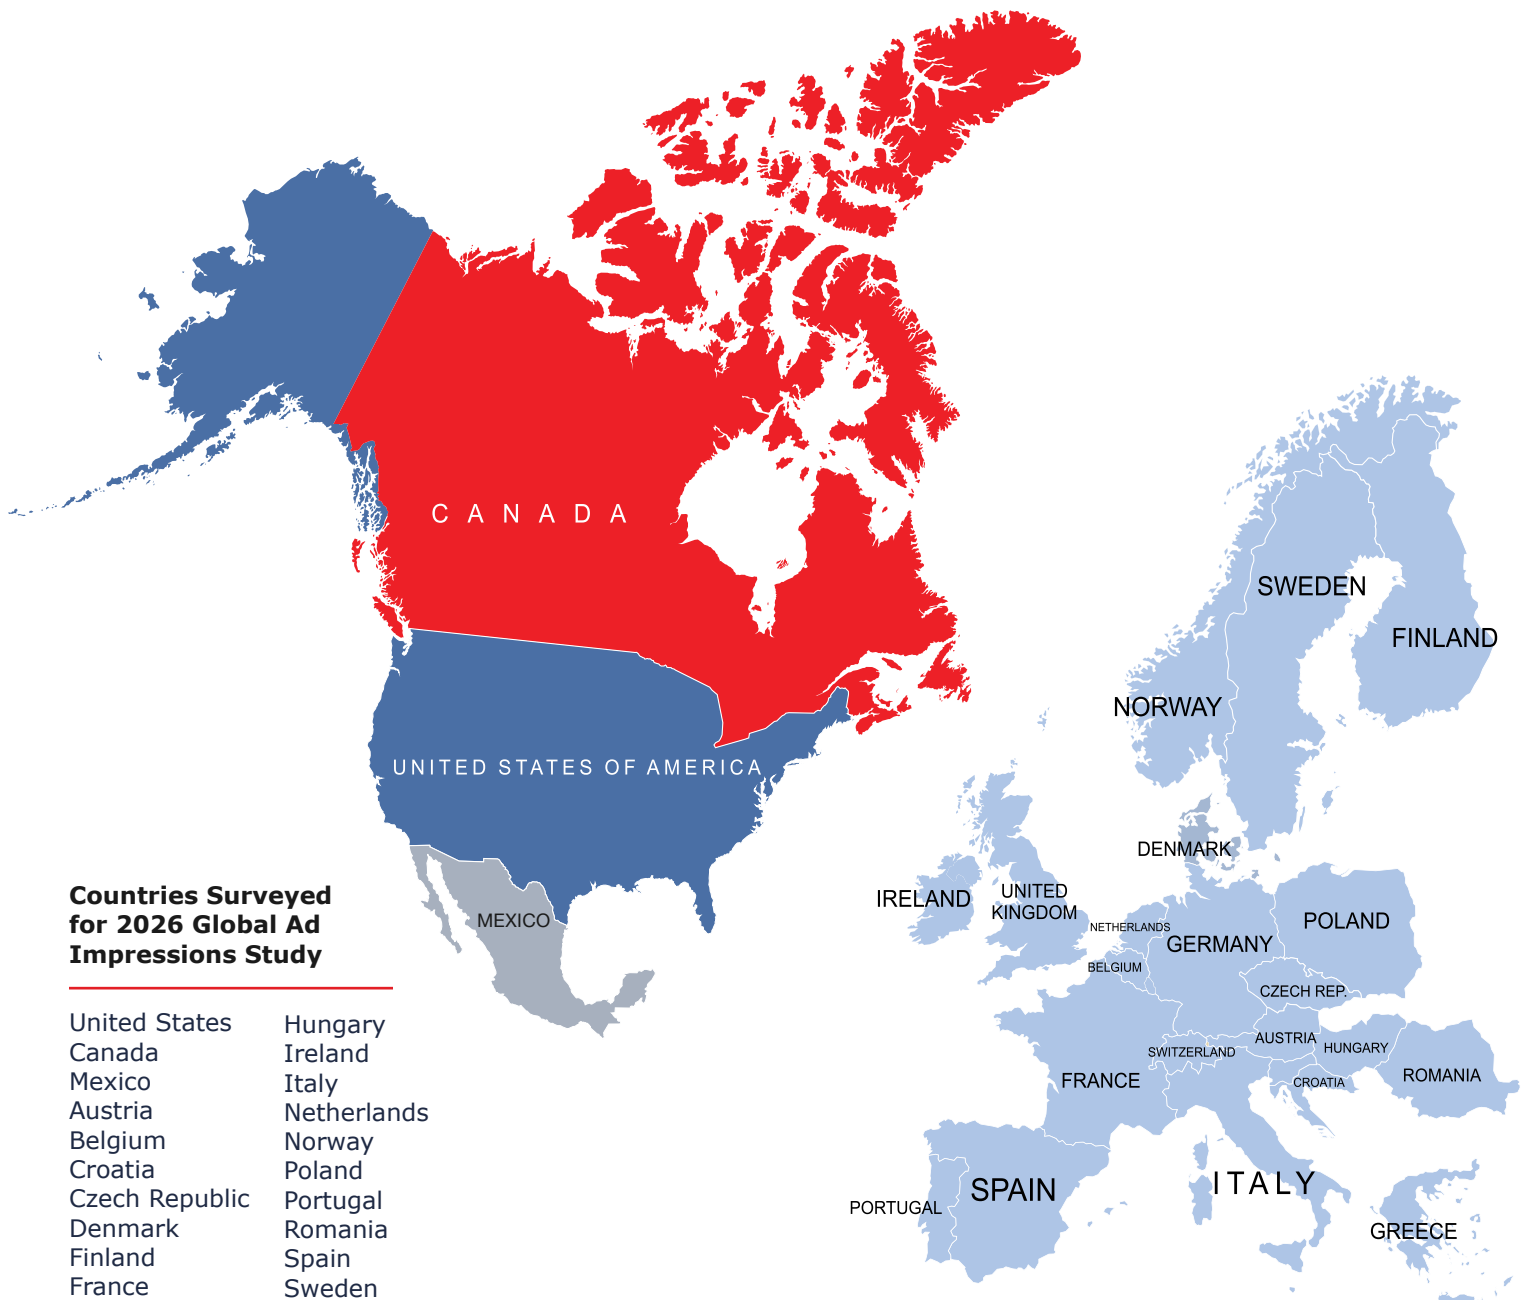 CANADA
SWEDEN
FINLAND
NORWAY
UNITED STATES OF AMERICA
DENMARK
IRELAND
UNITED
KINGDOM
NETHERLANDS
POLAND
GERMANY
BELGIUM
CZECH REP.
MEXICO
AUSTRIA
HUNGARY
SWITZERLAND
FRANCE
CROATIA
ROMANIA
SPAIN
ITALY
PORTUGAL
GREECE
Countries Surveyed
for 2026 Global Ad
Impressions Study
United States
Canada
Mexico
Austria
Belgium
Croatia
Czech Republic
Denmark
Finland
France
Hungary
Ireland
Italy
Netherlands
Norway
Poland
Portugal
Romania
Spain
Sweden